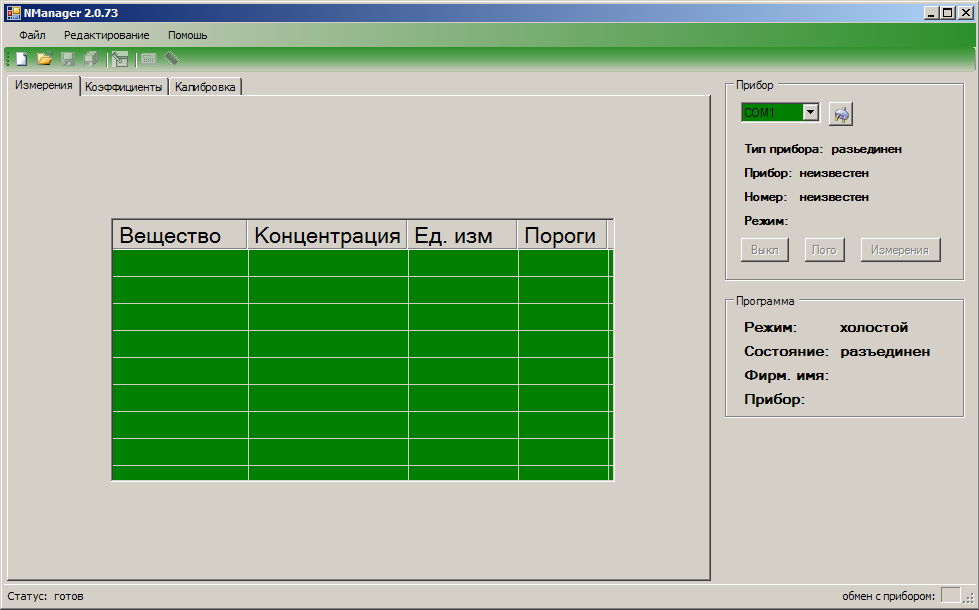 NManager 2.0.73
Файл Редактирование Помощь
Измерения Коэффициенты Калибровка
Вещество Концентрация Ед. изм Пороги
Прибор
COM1
Тип прибора: разьединен
Прибор: неизвестен
Номер: неизвестен
Режим:
Выкл Лого Измерения
Программа
Режим: холостой
Состояние: разъединен
Фирм. имя:
Прибор:
Статус: готов обмен с прибором: